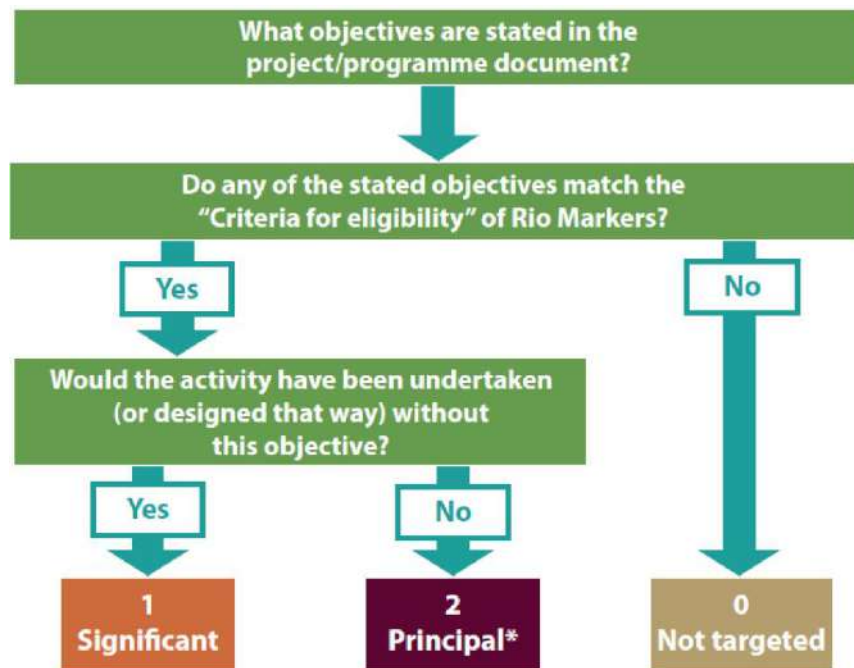 What objectives are stated in the
project/programme document?
Do any of the stated objectives match the
“Criteria for eligibility” of Rio Markers?
Yes
No
Would the activity have been undertaken
(or designed that way) without
this objective?
Yes
No
1
Significant
2
Principal*
0
Not targeted